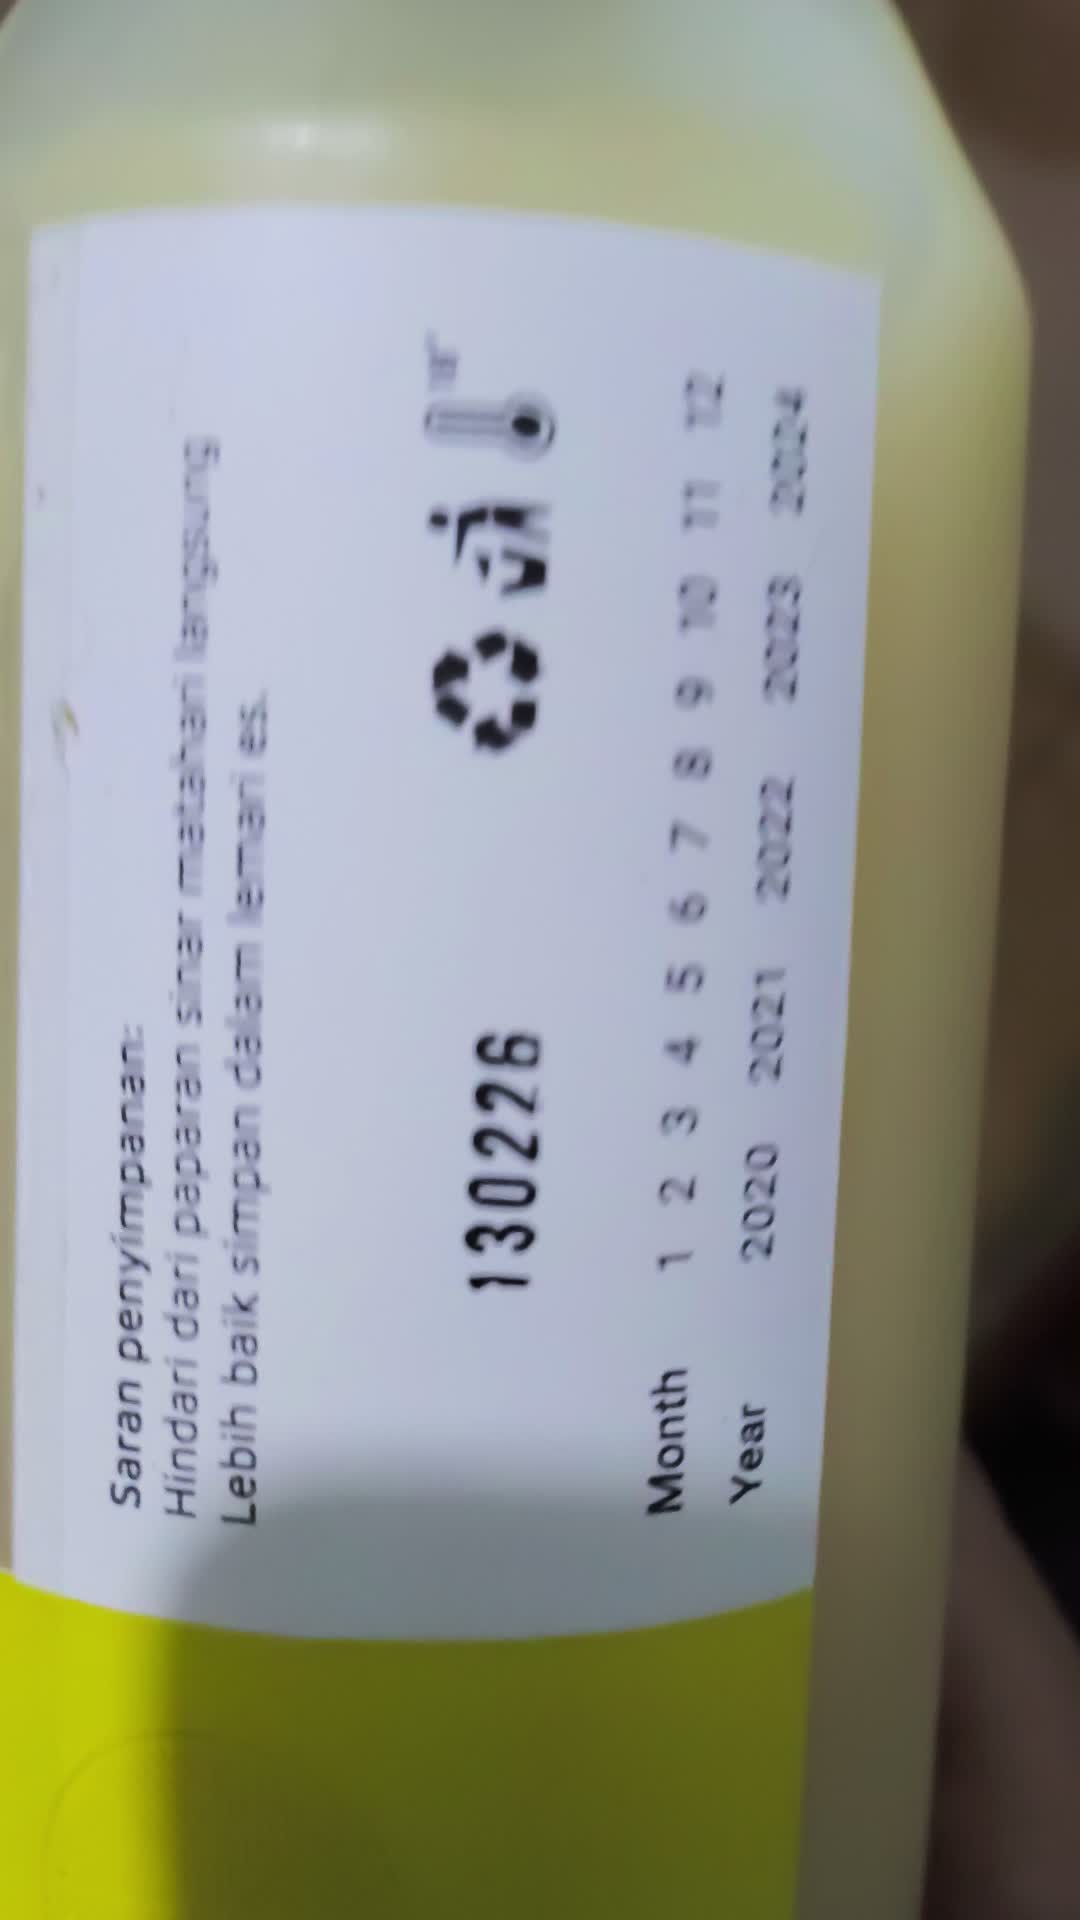 Saran penyimpanan:
Hindari dari paparan sinar matahari langsung
Lebih baik simpan dalam lemari es.
130226
Month 1 2 3 4 5 6 7 8 9 10 11 12
Year 2020 2021 2022 2023 2024